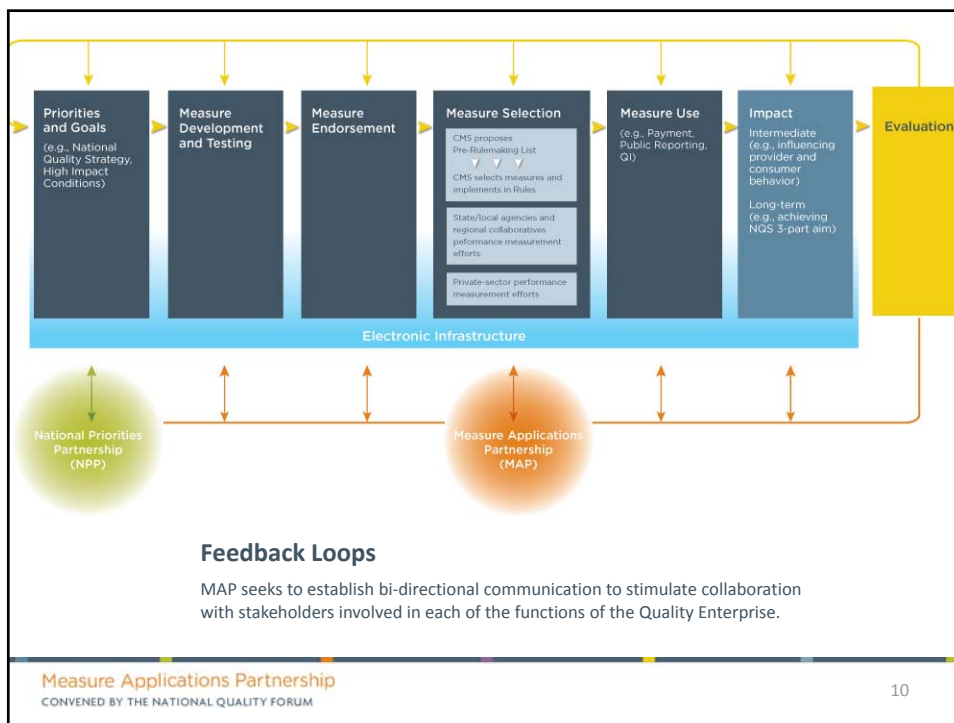 Priorities
and Goals
(e.g., National
Quality Strategy,
High Impact
Conditions)
Measure
Development
and Testing
Measure
Endorsement
Measure Selection
CMS proposes
Pre-Rulemaking List
CMS selects measures and
implements in Rules
State/local agencies and
regional collaboratives
peformance measurement
efforts
Private-sector performance
measurement efforts
Measure Use
(e.g., Payment,
Public Reporting,
QI)
Impact
Intermediate
(e.g., influencing
provider and
consumer
behavior)
Long-term
(e.g., achieving
NQS 3-part aim)
Evaluation
Electronic Infrastructure
National Priorities
Partnership
(NPP)
Measure Applications
Partnership
(MAP)
Feedback Loops
MAP seeks to establish bi-directional communication to stimulate collaboration
with stakeholders involved in each of the functions of the Quality Enterprise.
Measure Applications Partnership
CONVENED BY THE NATIONAL QUALITY FORUM
10